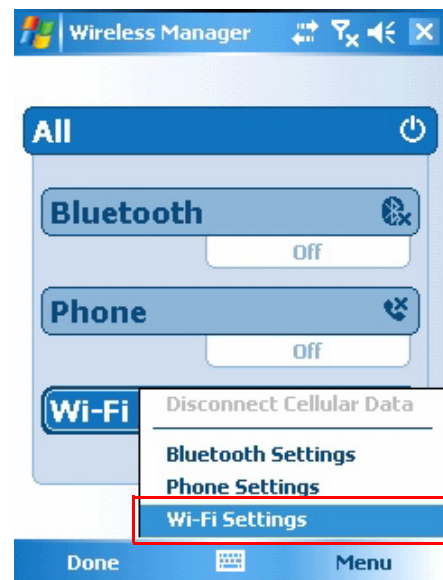 Wireless Manager
All
Bluetooth
Off
Phone
Off
Wi-Fi
Disconnect Cellular Data
Bluetooth Settings
Phone Settings
Wi-Fi Settings
Done
Menu